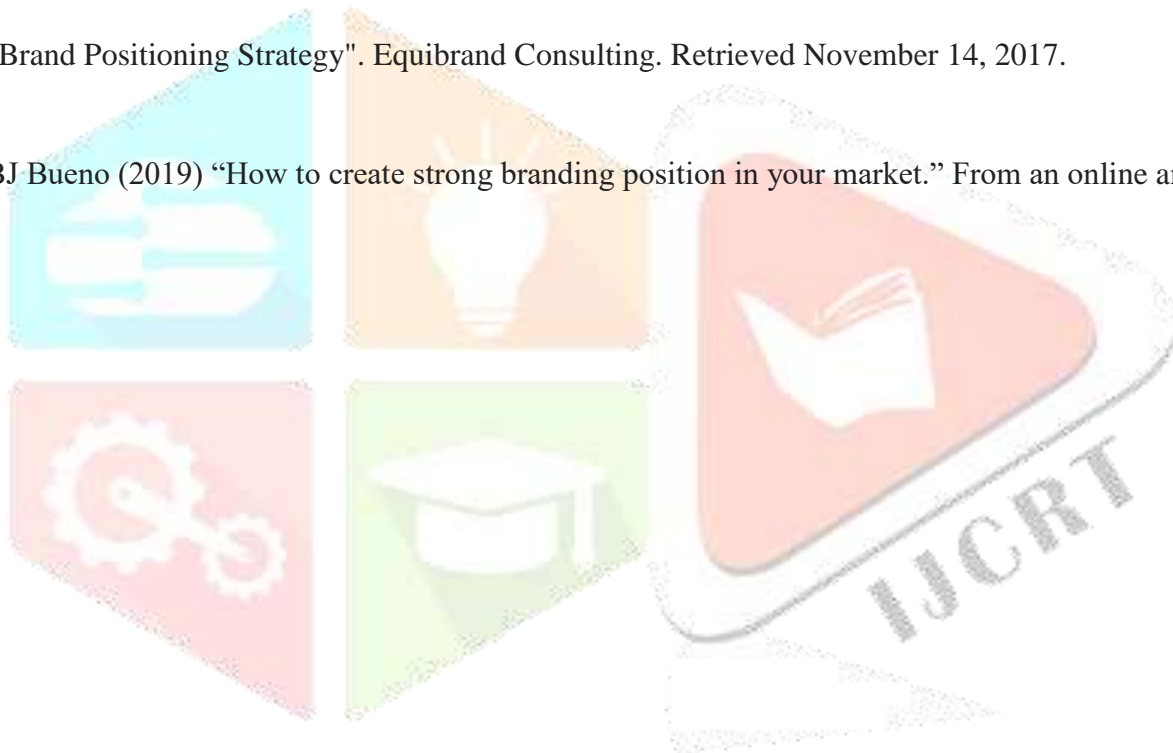 Brand Positioning Strategy". Equibrand Consulting. Retrieved November 14, 2017.
BJ Bueno (2019) “How to create strong branding position in your market.” From an online
IJCRT